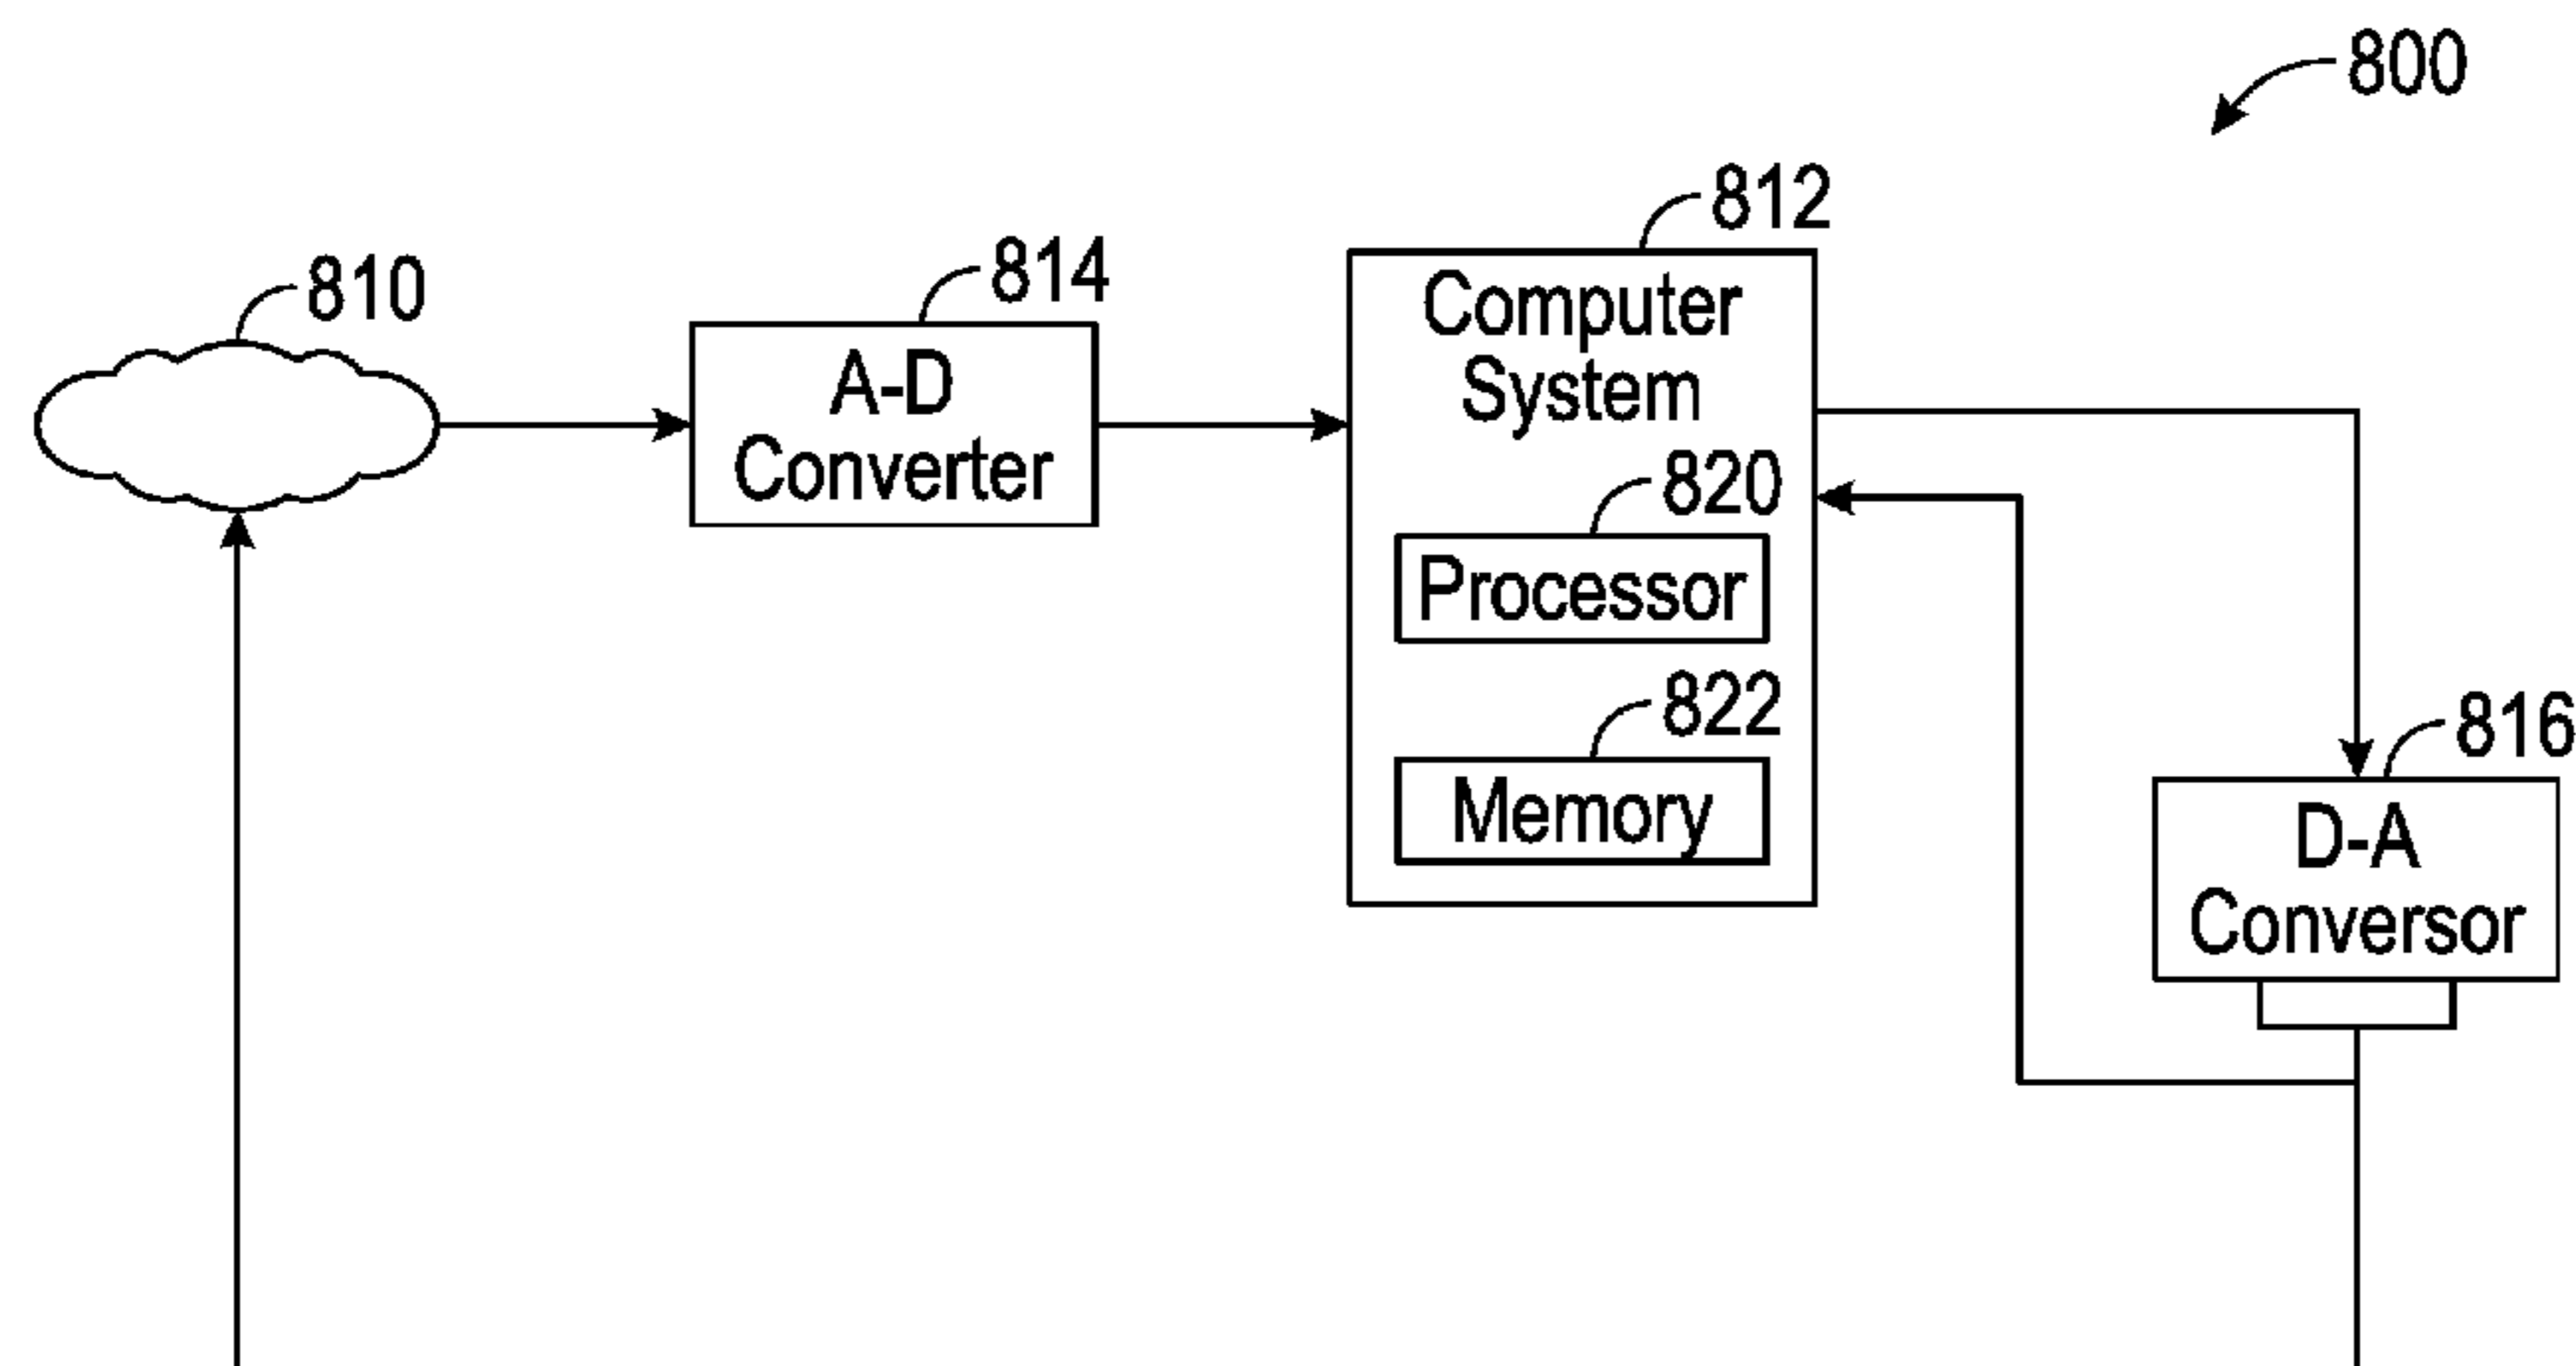 800
812
810
814
Computer
System
A-D
Converter
820
Processor
822
Memory
816
D-A
Conversor